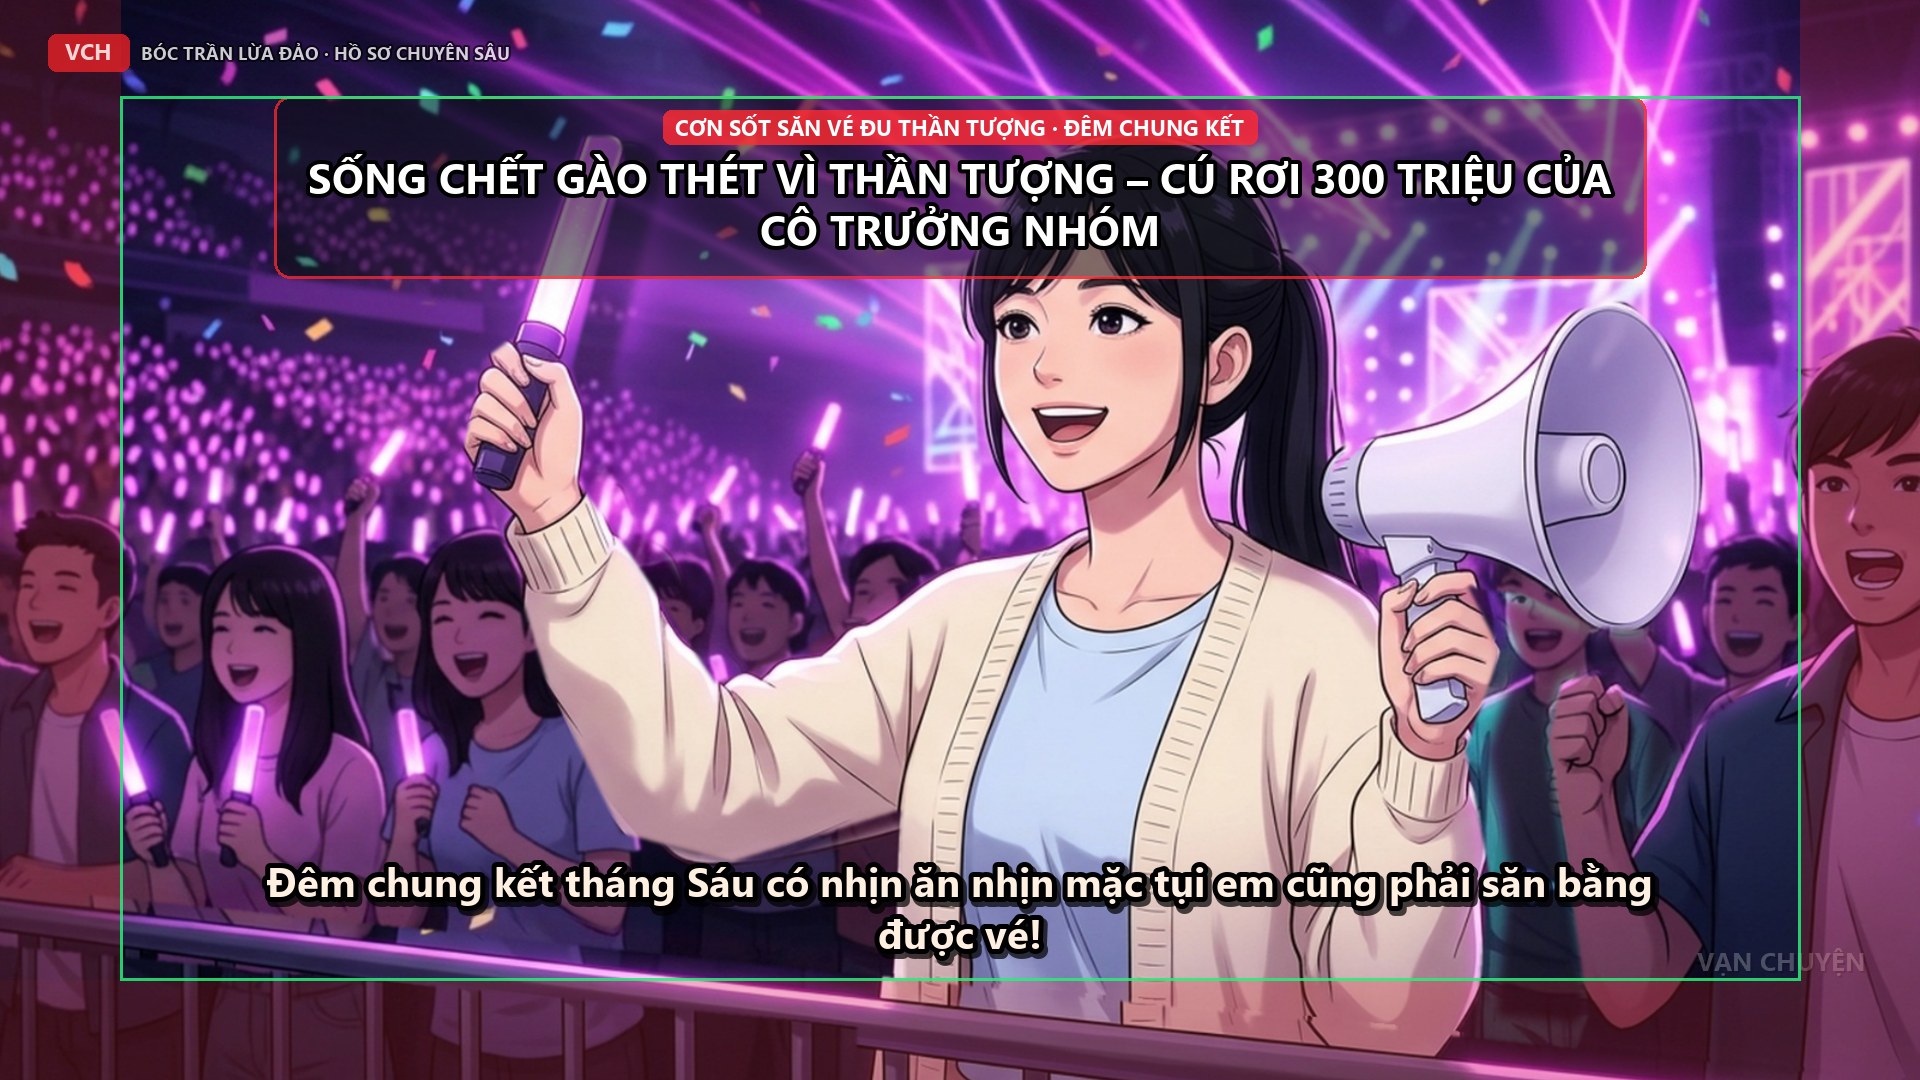 VCH BÓC TRẦN LỪA ĐẢO · HỒ SƠ CHUYÊN SÂU
CƠN SỐT SĂN VÉ ĐU THẦN TƯỢNG · ĐÊM CHUNG KẾT
SỐNG CHẾT GÀO THÉT VÌ THẦN TƯỢNG – CÚ RƠI 300 TRIỆU CỦA
CÔ TRƯỞNG NHÓM
Đêm chung kết tháng Sáu có nhịn ăn nhịn mặc tụi em cũng phải săn bằng
được vé!
VẠN CHUYỆN